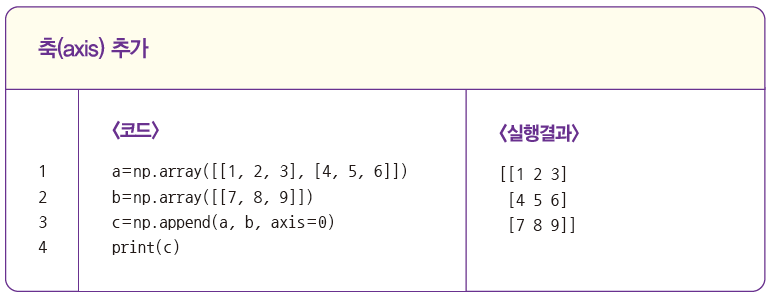 축(axis) 추가
<코드>
1 a=np.array([[1, 2, 3], [4, 5, 6]])
2 b=np.array([[7, 8, 9]])
3 c=np.append(a, b, axis=0)
4 print(c)
<실행결과>
[[1 2 3]
[4 5 6]
[7 8 9]]